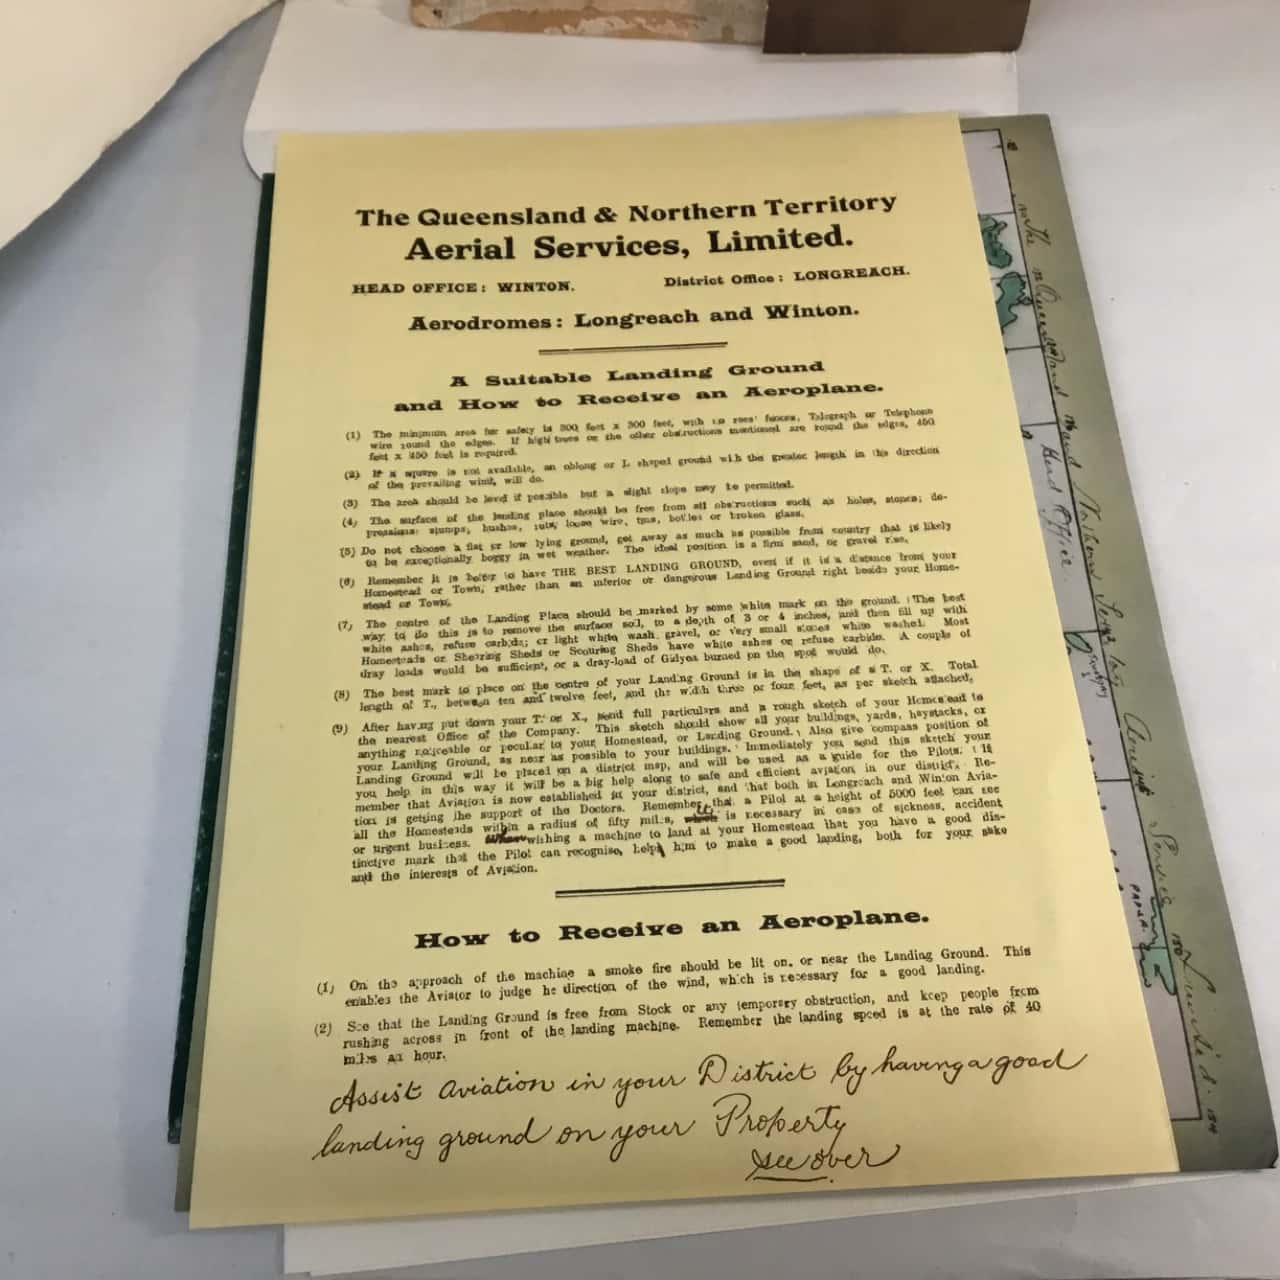 The Queensland & Northern Territory
Aerial Services, Limited.
HEAD OFFICE: WINTON. District Office: LONGREACH.
Aerodromes: Longreach and Winton.
A Suitable Landing Ground
and How to Receive an Aeroplane.
(1) The minimum area for safety is 300 feet x 300 feet, with no fences, Telegraph or Telephone
wire round the edges. If high trees or the other obstructions mentioned are round the edges, 450
feet x 450 feet is required.
(2) If a square is not available, an oblong or L shaped ground with the greater length in the direction
of the prevailing wind, will do.
(3) The area should be level if possible but a slight slope may be permitted.
(4) The surface of the landing place should be free from all obstructions such as holes, stones; de-
pressions: stumps, bushes, ruts, loose wire, tins, bottles or broken glass.
(5) Do not choose a flat or low lying ground, get away as much as possible from country that is likely
to be exceptionally boggy in wet weather. The ideal position is a firm sand, or gravel rise.
(6) Remember it is better to have THE BEST LANDING GROUND, even if it is a distance from your
Homestead or Town, rather than an inferior or dangerous Landing Ground right beside your Home-
stead or Town.
(7) The centre of the Landing Place should be marked by some white mark on the ground. The best
way to do this is to remove the surface soil, to a depth of 3 or 4 inches, and then fill up with
white ashes, refuse carbide; or light white wash gravel, or very small stones white washed. Most
Homesteads or Shearing Sheds or Scouring Sheds have white ashes or refuse carbide. A couple of
dray loads would be sufficient, or a dray-load of Gidyea burned on the spot would do.
(8) The best mark to place on the centre of your Landing Ground is in the shape of a T. or X. Total
length of T., between ten and twelve feet, and the width three or four feet, as per sketch attached.
(9) After having put down your T. or X., send full particulars and a rough sketch of your Homestead to
the nearest Office of the Company. This sketch should show all your buildings, yards, haystacks, or
anything noticeable or peculiar to your Homestead, or Landing Ground. Also give compass position of
your Landing Ground, as near as possible to your buildings. Immediately you send this sketch your
Landing Ground will be placed on a district map, and will be used as a guide for the Pilots. If
you help in this way it will be a big help along to safe and efficient aviation in our district. Re-
member that Aviation is now established in your district, and that both in Longreach and Winton Avia-
tion is getting the support of the Doctors. Remember that a Pilot at a height of 5000 feet can see
all the Homesteads within a radius of fifty miles, is necessary in case of sickness, accident
or urgent business. When wishing a machine to land at your Homestead that you have a good dis-
tinctive mark that the Pilot can recognise, help him to make a good landing, both for your sake
and the interests of Aviation.
How to Receive an Aeroplane.
(1) On the approach of the machine a smoke fire should be lit on, or near the Landing Ground. This
enables the Aviator to judge he direction of the wind, which is necessary for a good landing.
(2) See that the Landing Ground is free from Stock or any temporary obstruction, and keep people from
rushing across in front of the landing machine. Remember the landing speed is at the rate of 40
miles an hour.
Assist aviation in your District by having a good
landing ground on your Property
see over
Head Office.